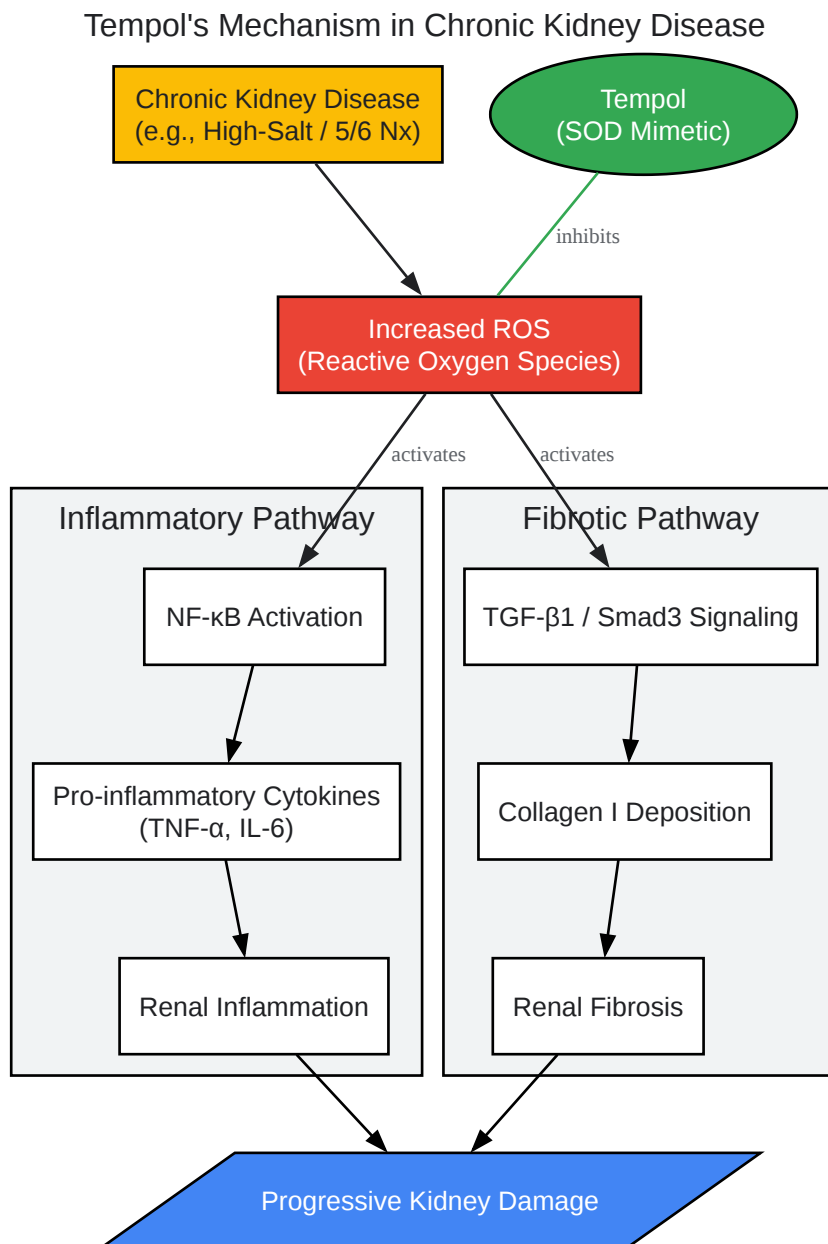 Tempol's Mechanism in Chronic Kidney Disease
Chronic Kidney Disease
(e.g., High-Salt / 5/6 Nx)
Tempol
(SOD Mimetic)
inhibits
Increased ROS
(Reactive Oxygen Species)
activates
activates
Inflammatory Pathway
NF-κB Activation
Pro-inflammatory Cytokines
(TNF-α, IL-6)
Renal Inflammation
Fibrotic Pathway
TGF-β1 / Smad3 Signaling
Collagen I Deposition
Renal Fibrosis
Progressive Kidney Damage